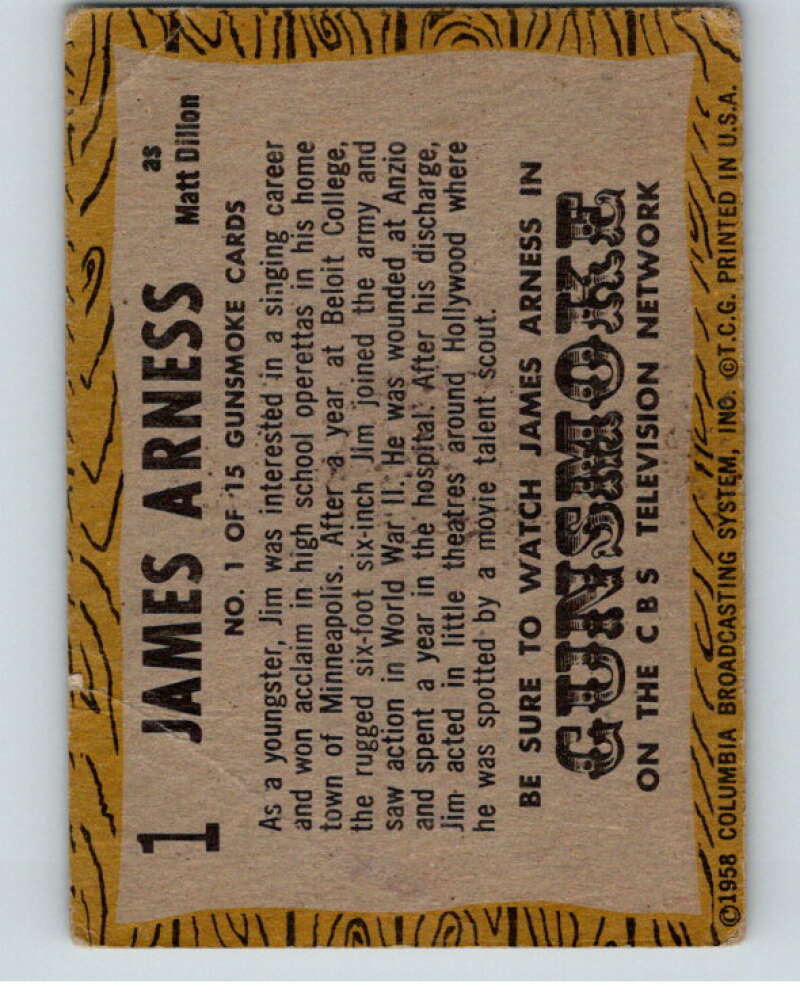 1
JAMES ARNESS
as
Matt Dillon
NO. 1 OF 15 GUNSMOKE CARDS
As a youngster, Jim was interested in a singing career
and won acclaim in high school operettas in his home
town of Minneapolis. After a year at Beloit College,
the rugged six-foot six-inch Jim joined the army and
saw action in World War II. He was wounded at Anzio
and spent a year in the hospital. After his discharge,
Jim acted in little theatres around Hollywood where
he was spotted by a movie talent scout.
BE SURE TO WATCH JAMES ARNESS IN
GUNSMOKE
ON THE CBS TELEVISION NETWORK
©1958 COLUMBIA BROADCASTING SYSTEM, INC. ©T.C.G. PRINTED IN U.S.A.